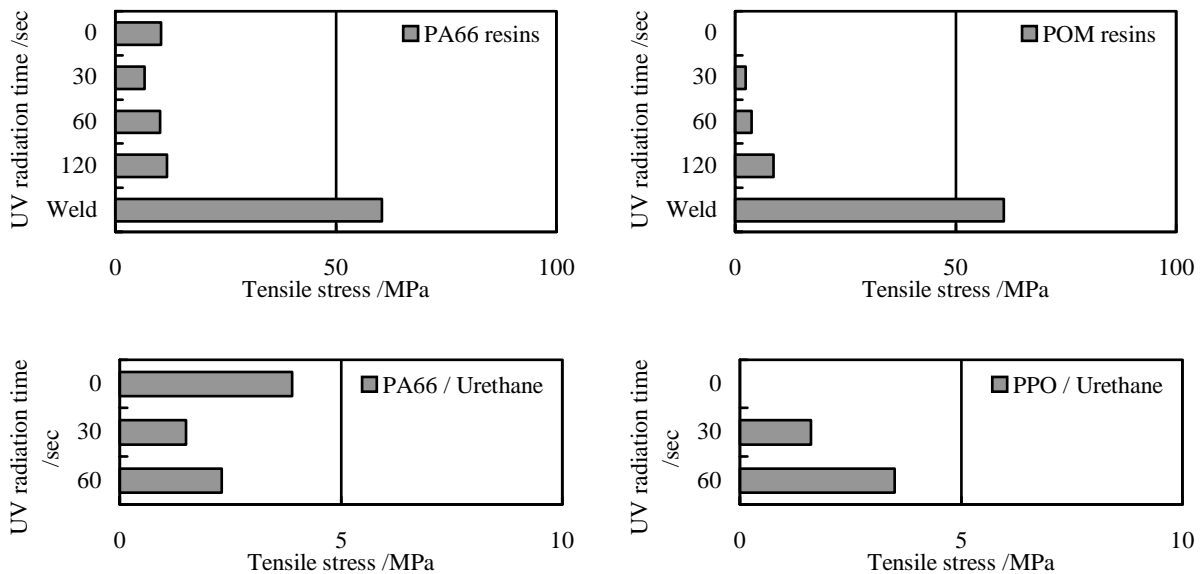 UV radiation time /sec
0
30
60
120
Weld
PA66 resins
0 50 100
Tensile stress /MPa
UV radiation time /sec
0
30
60
120
Weld
POM resins
0 50 100
Tensile stress /MPa
UV radiation time
/sec
0
30
60
PA66 / Urethane
0 5 10
Tensile stress /MPa
UV radiation time
/sec
0
30
60
PPO / Urethane
0 5 10
Tensile stress /MPa